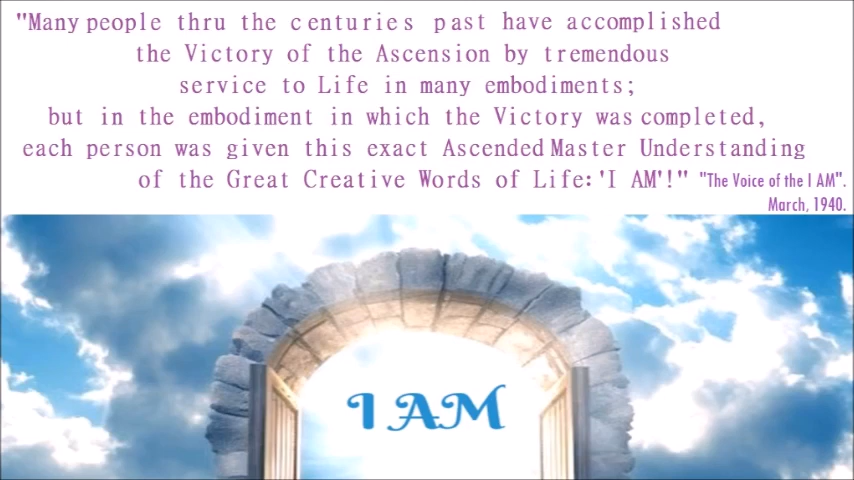 "Many people thru the centuries past have accomplished
the Victory of the Ascension by tremendous
service to Life in many embodiments;
but in the embodiment in which the Victory was completed,
each person was given this exact Ascended Master Understanding
of the Great Creative Words of Life: 'I AM'!" "The Voice of the I AM".
March, 1940.
I AM